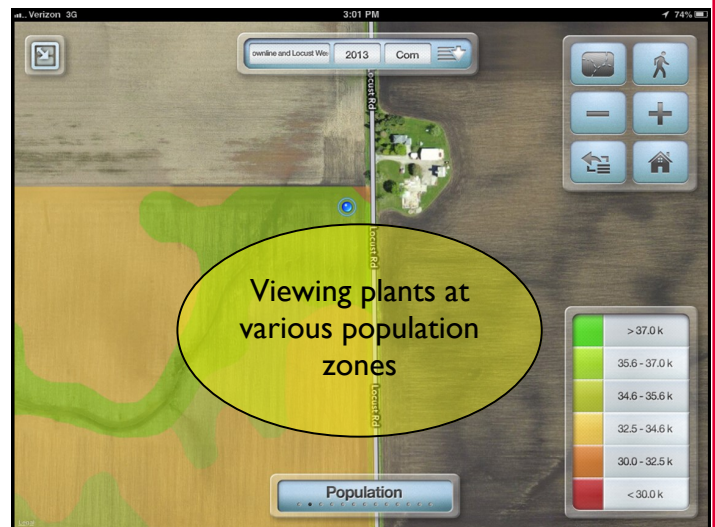 Verizon 3G
3:01 PM
74%
ownline and Locust We
2013
Corn
Locust Rd
Locust Rd
Viewing plants at
various population
zones
Locust Rd
> 37.0 k
35.6 - 37.0 k
34.6 - 35.6 k
32.5 - 34.6 k
30.0 - 32.5 k
< 30.0 k
Population